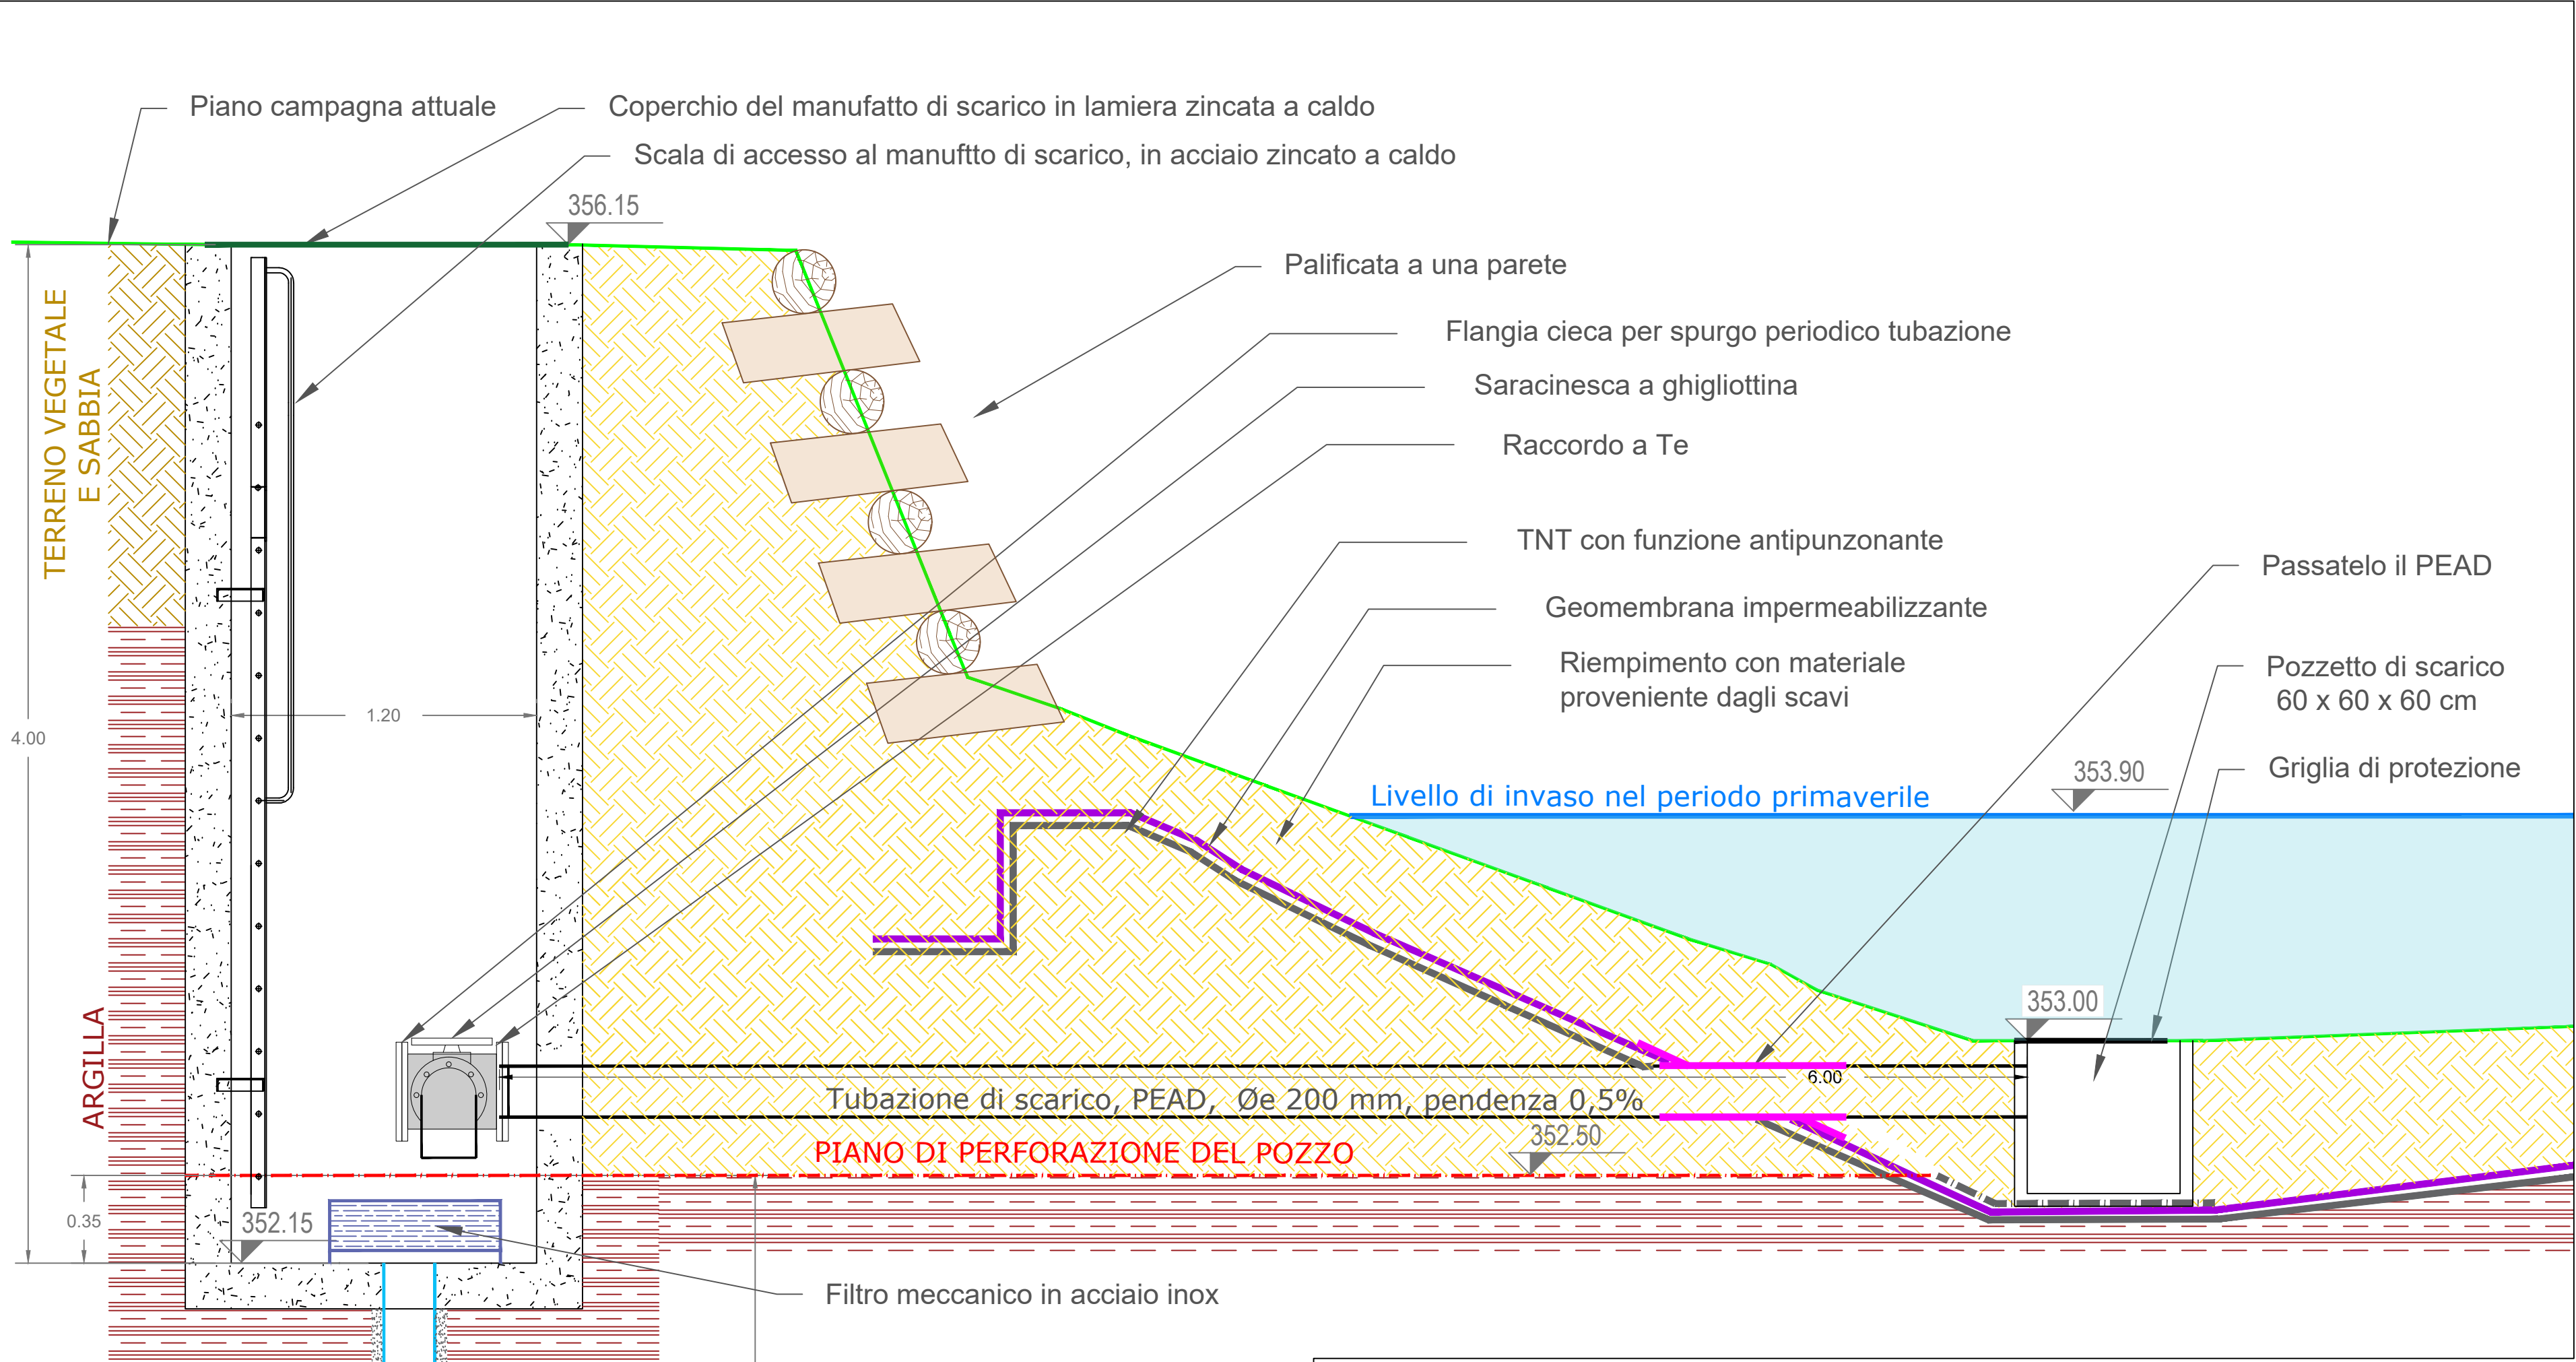 Piano campagna attuale
Coperchio del manufatto di scarico in lamiera zincata a caldo
Scala di accesso al manuftto di scarico, in acciaio zincato a caldo
356.15
Palificata a una parete
Flangia cieca per spurgo periodico tubazione
Saracinesca a ghigliottina
Raccordo a Te
TERRENO VEGETALE
E SABBIA
TNT con funzione antipunzonante
Passatelo il PEAD
Geomembrana impermeabilizzante
Riempimento con materiale
proveniente dagli scavi
Pozzetto di scarico
60 x 60 x 60 cm
1.20
4.00
Griglia di protezione
353.90
Livello di invaso nel periodo primaverile
353.00
ARGILLA
6.00
Tubazione di scarico, PEAD, Øe 200 mm, pendenza 0,5%
352.50
PIANO DI PERFORAZIONE DEL POZZO
0.35
352.15
Filtro meccanico in acciaio inox